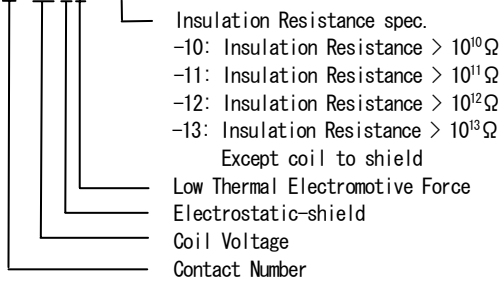 Insulation Resistance spec.
-10: Insulation Resistance > 10¹⁰Ω
-11: Insulation Resistance > 10¹¹Ω
-12: Insulation Resistance > 10¹²Ω
-13: Insulation Resistance > 10¹³Ω
Except coil to shield
Low Thermal Electromotive Force
Electrostatic-shield
Coil Voltage
Contact Number